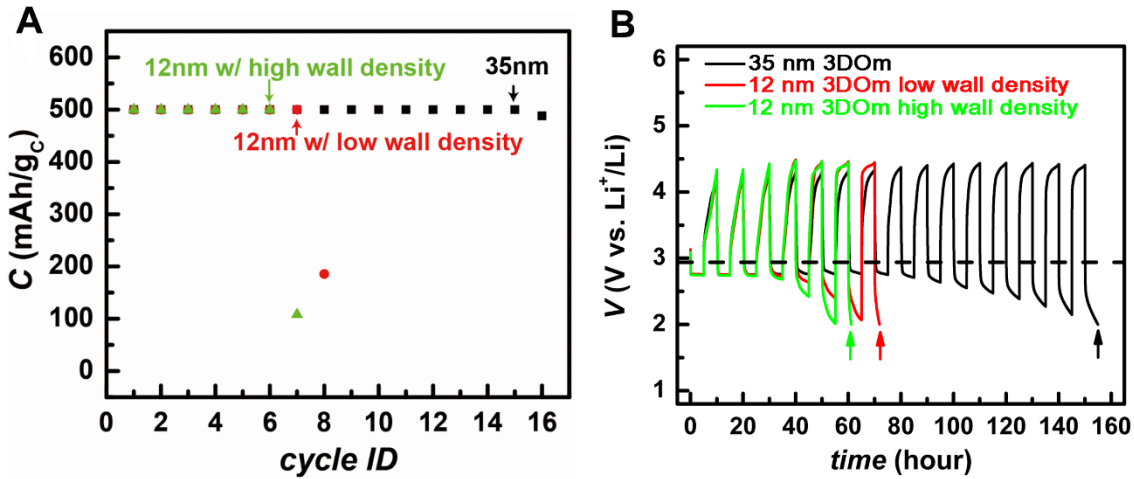 A
C (mAh/gC)
600
500
400
300
200
100
0
12nm w/ high wall density
35nm
12nm w/ low wall density
0 2 4 6 8 10 12 14 16
cycle ID
B
V (V vs. Li+/Li)
6
5
4
3
2
1
35 nm 3DOm
12 nm 3DOm low wall density
12 nm 3DOm high wall density
0 20 40 60 80 100 120 140 160
time (hour)